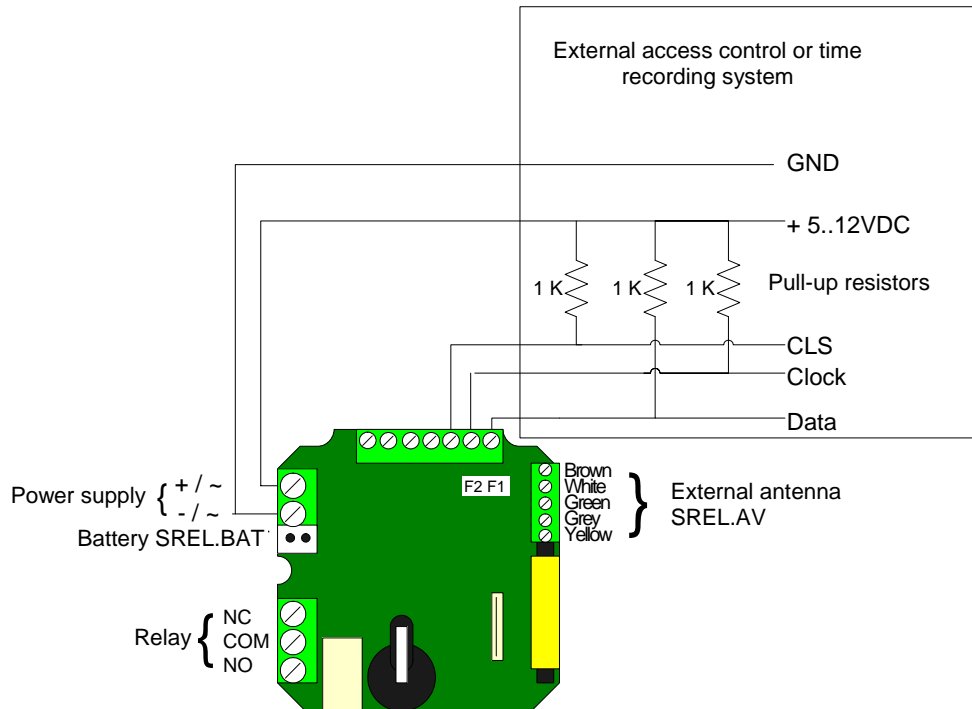 External access control or time
recording system
GND
+ 5..12VDC
1 K 1 K 1 K Pull-up resistors
CLS
Clock
Data
Power supply { + / ~
- / ~
Battery SREL.BAT
F2 F1
Brown
White
Green
Grey
Yellow
} External antenna
SREL.AV
Relay { NC
COM
NO